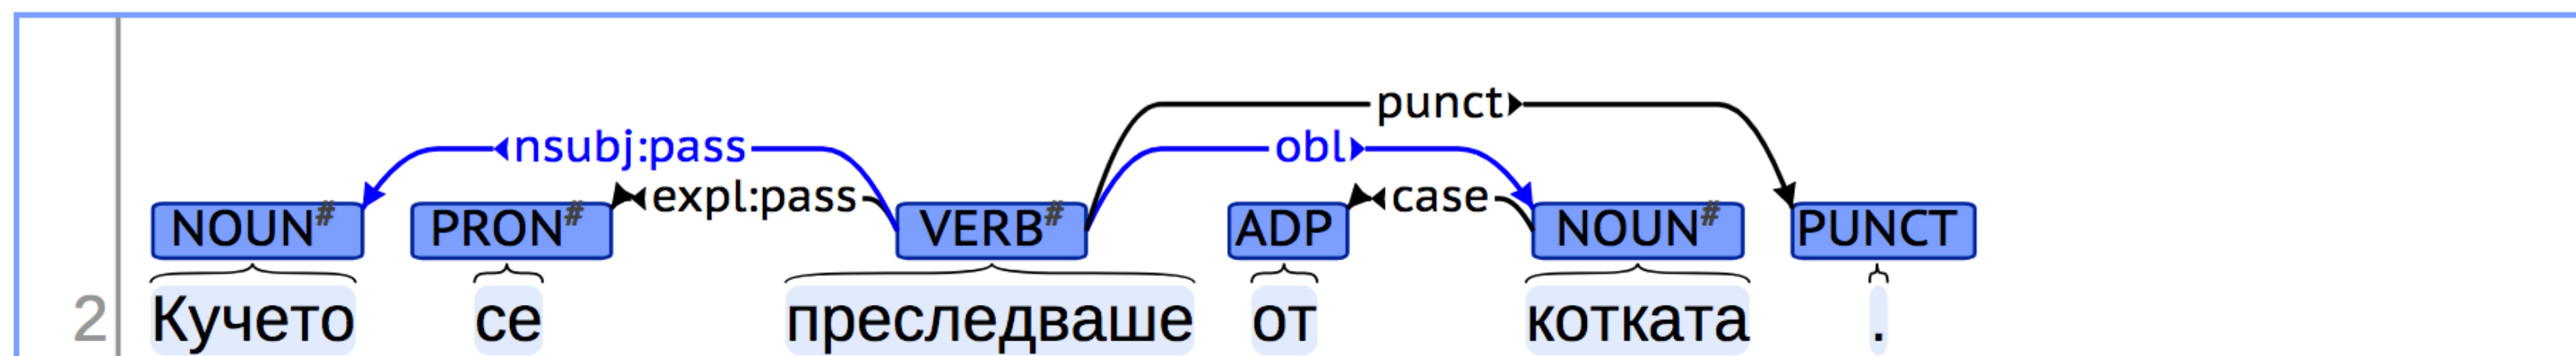 punct
nsubj:pass obl
expl:pass case
NOUN# PRON# VERB# ADP NOUN# PUNCT
2 Кучето се преследваше от котката .